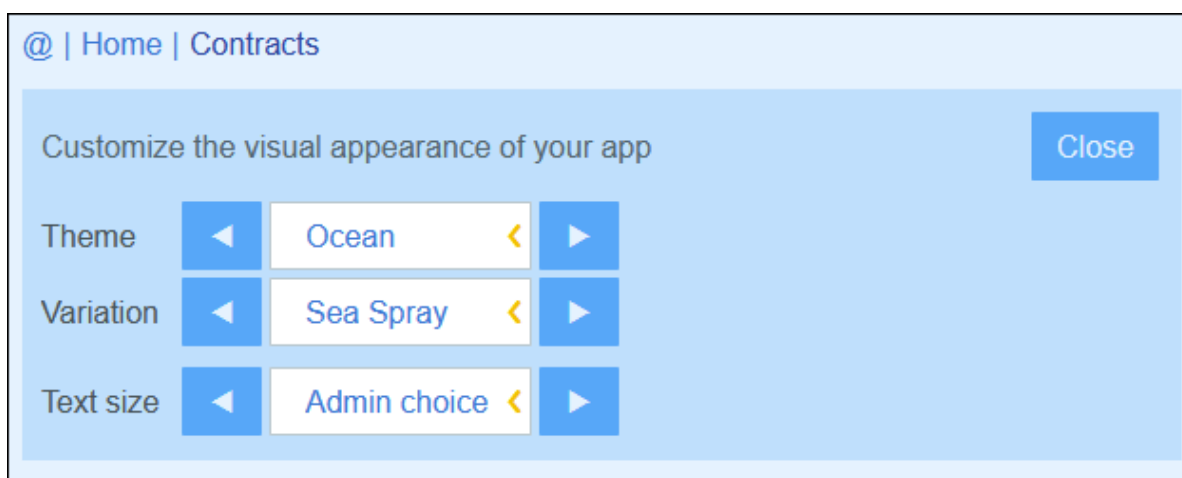 @ | Home | Contracts
Customize the visual appearance of your app
Close
Theme
Ocean
Variation
Sea Spray
Text size
Admin choice